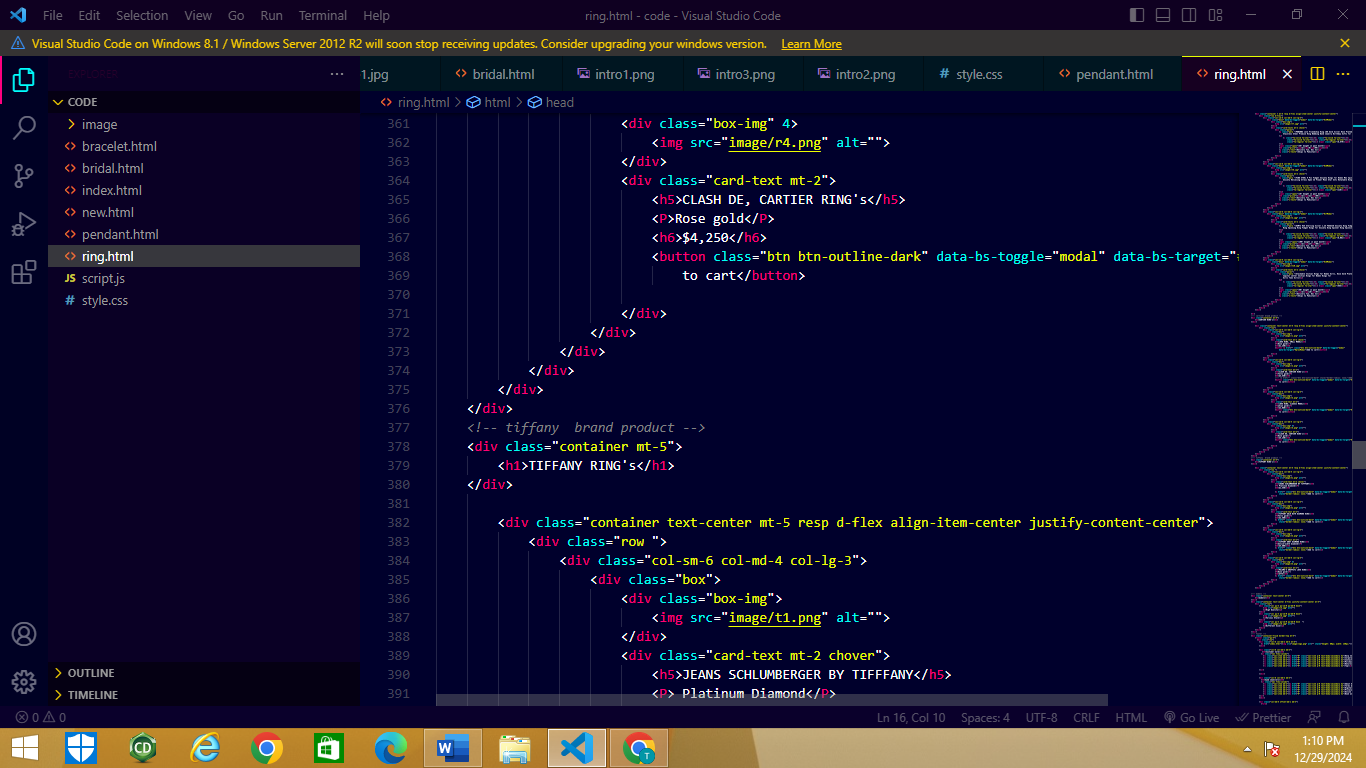 File Edit Selection View Go Run Terminal Help ring.html - code - Visual Studio Code
Visual Studio Code on Windows 8.1 / Windows Server 2012 R2 will soon stop receiving updates. Consider upgrading your windows version. Learn More
EXPLORER
1.jpg bridal.html intro1.png intro3.png intro2.png style.css pendant.html ring.html
ring.html > html > head
CODE
image
bracelet.html
bridal.html
index.html
new.html
pendant.html
ring.html
JS script.js
# style.css
OUTLINE
TIMELINE
361 <div class="box-img" 4>
362 <img src="image/r4.png" alt="">
363 </div>
364 <div class="card-text mt-2">
365 <h5>CLASH DE, CARTIER RING's</h5>
366 <P>Rose gold</P>
367 <h6>$4,250</h6>
368 <button class="btn btn-outline-dark" data-bs-toggle="modal" data-bs-target="
369 to cart</button>
370
371 </div>
372 </div>
373 </div>
374 </div>
375 </div>
376 </div>
377 <!-- tiffany  brand product -->
378 <div class="container mt-5">
379 <h1>TIFFANY RING's</h1>
380 </div>
381
382 <div class="container text-center mt-5 resp d-flex align-item-center justify-content-center">
383 <div class="row ">
384 <div class="col-sm-6 col-md-4 col-lg-3">
385 <div class="box">
386 <div class="box-img">
387 <img src="image/t1.png" alt="">
388 </div>
389 <div class="card-text mt-2 chover">
390 <h5>JEANS SCHLUMBERGER BY TIFFFANY</h5>
391 <P> Platinum Diamond</P>
0 0 Ln 16, Col 10 Spaces: 4 UTF-8 CRLF HTML Go Live Prettier
CD W T
1:10 PM
12/29/2024